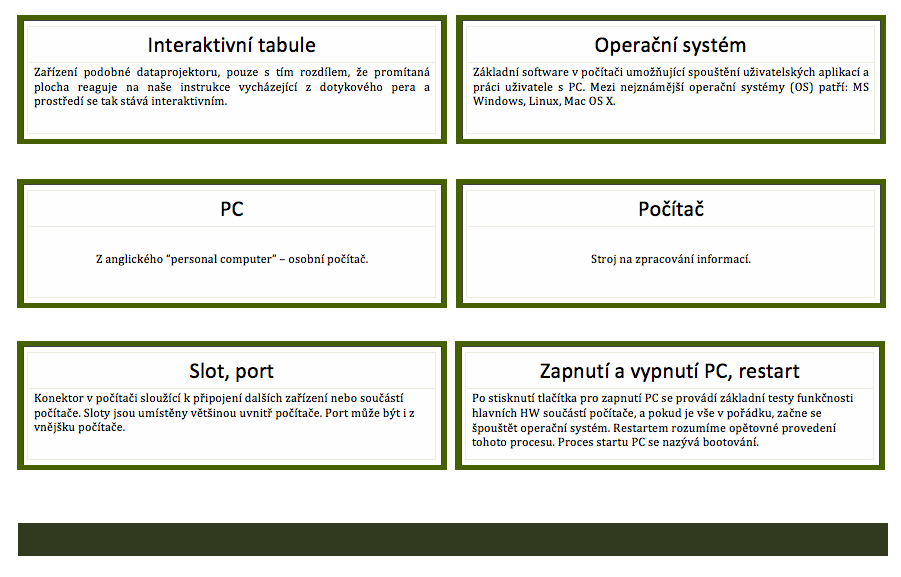 Interaktivní tabule
Zařízení podobné dataprojektoru, pouze s tím rozdílem, že promítaná
plocha reaguje na naše instrukce vycházející z dotykového pera a
prostředí se tak stává interaktivním.
Operační systém
Základní software v počítači umožňující spouštění uživatelských aplikací a
práci uživatele s PC. Mezi nejznámější operační systémy (OS) patří: MS
Windows, Linux, Mac OS X.
PC
Z anglického “personal computer” – osobní počítač.
Počítač
Stroj na zpracování informací.
Slot, port
Konektor v počítači sloužící k připojení dalších zařízení nebo součástí
počítače. Sloty jsou umístěny většinou uvnitř počítače. Port může být i z
vnějšku počítače.
Zapnutí a vypnutí PC, restart
Po stisknutí tlačítka pro zapnutí PC se provádí základní testy funkčnosti
hlavních HW součástí počítače, a pokud je vše v pořádku, začne se
špouštět operační systém. Restartem rozumíme opětovné provedení
tohoto procesu. Proces startu PC se nazývá bootování.